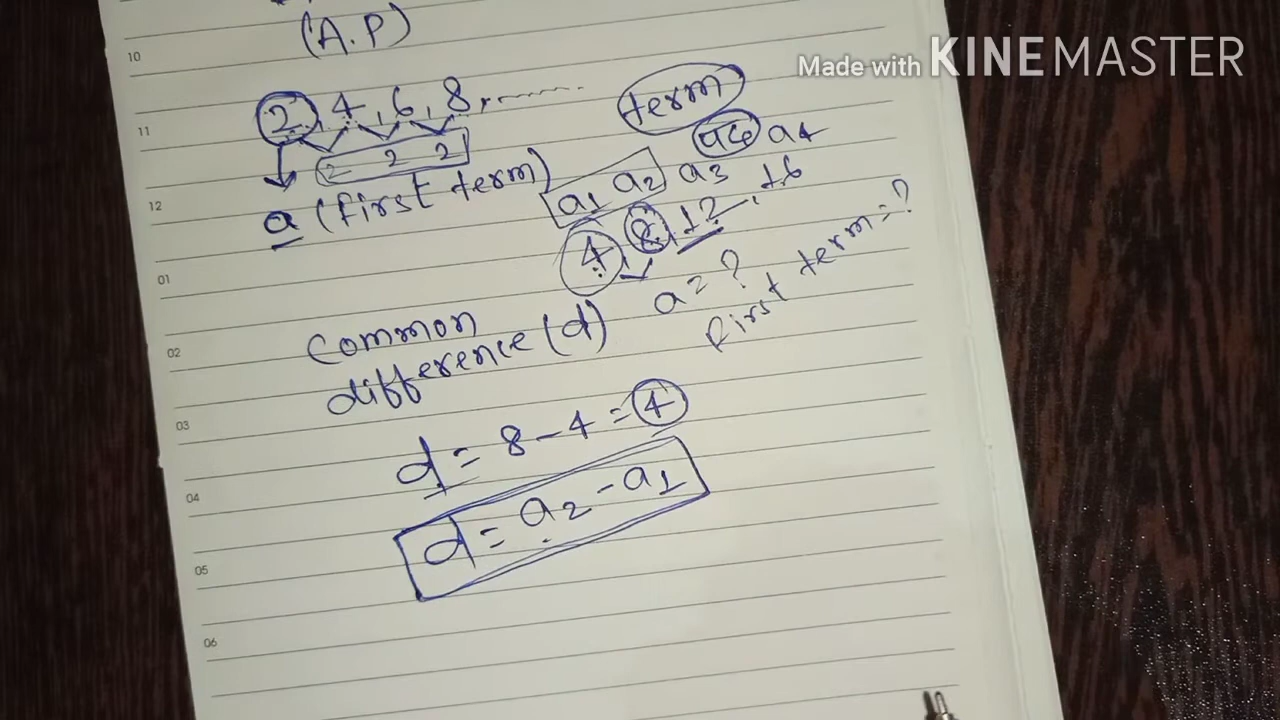 Made with KINEMASTER
(A.P)
10
2, 4, 6, 8, ........
term
11
2 2 2
a4 a4
a (first term)
a1 a2 a3
12
4, 8, 12, 16
01
a = ?
first term = ?
common
difference (d)
02
d = 8 - 4 = 4
03
d = a2 - a1
04
05
06